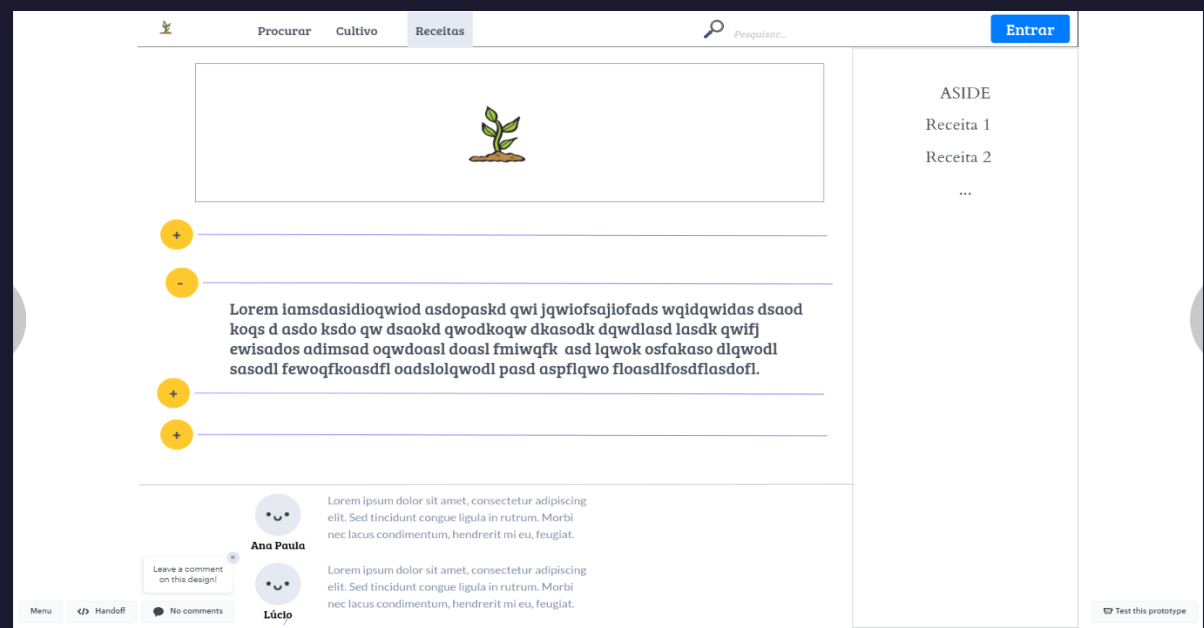 Procurar Cultivo Receitas Pesquisar... Entrar
ASIDE
Receita 1
Receita 2
...
+
-
Lorem iamsdasidioqwiod asdopaskd qwi jqwiofsajiofads wqidqwidas dsaod
koqs d asdo ksdo qw dsaokd qwodkoqw dkasodk dqwdlasd lasdk qwifj
ewisados adimsad oqwdoasl doasl fmiwqfk asd lqwok osfakaso dlqwodl
sasodl fewoqfkoasdfl oadslolqwodl pasd aspflqwo floasdlfosdflasdofl.
+
+
Lorem ipsum dolor sit amet, consectetur adipiscing
elit. Sed tincidunt congue ligula in rutrum. Morbi
nec lacus condimentum, hendrerit mi eu, feugiat.
Ana Paula
Lorem ipsum dolor sit amet, consectetur adipiscing
elit. Sed tincidunt congue ligula in rutrum. Morbi
nec lacus condimentum, hendrerit mi eu, feugiat.
Lúcio
Leave a comment
on this design!
×
Menu </> Handoff No comments Test this prototype